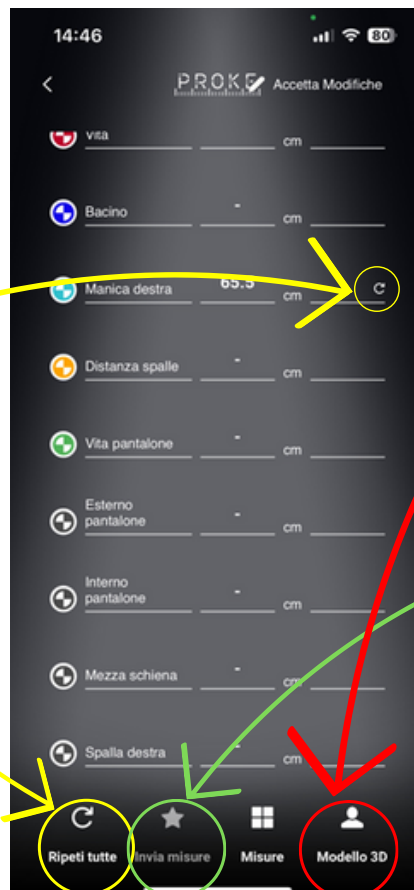 14:46
80
PROKE Accetta Modifiche
Vita
cm
Bacino - cm
Manica destra 65.5 cm
Distanza spalle - cm
Vita pantalone - cm
Esterno
pantalone - cm
Interno
pantalone - cm
Mezza schiena - cm
Spalla destra - cm
Ripeti tutte Invia misure Misure Modello 3D